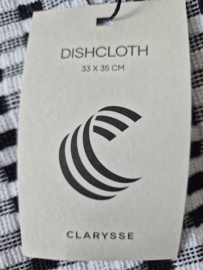 DISHCLOTH
33 X 35 CM
CLARYSSE